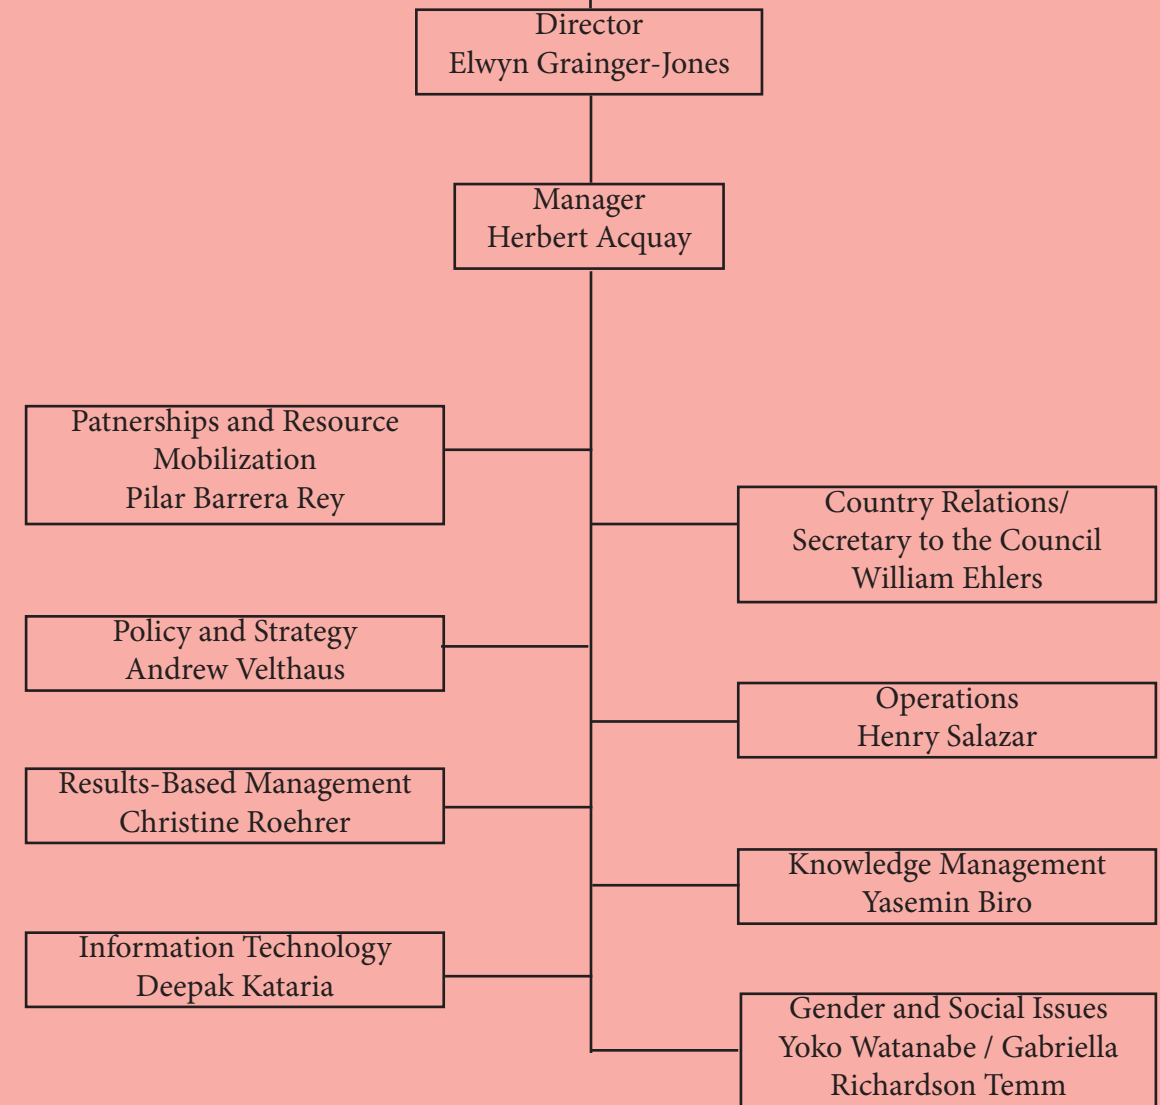 Director
Elwyn Grainger-Jones
Manager
Herbert Acquay
Patnerships and Resource
Mobilization
Pilar Barrera Rey
Country Relations/
Secretary to the Council
William Ehlers
Policy and Strategy
Andrew Velthaus
Operations
Henry Salazar
Results-Based Management
Christine Roehrer
Knowledge Management
Yasemin Biro
Information Technology
Deepak Kataria
Gender and Social Issues
Yoko Watanabe / Gabriella
Richardson Temm